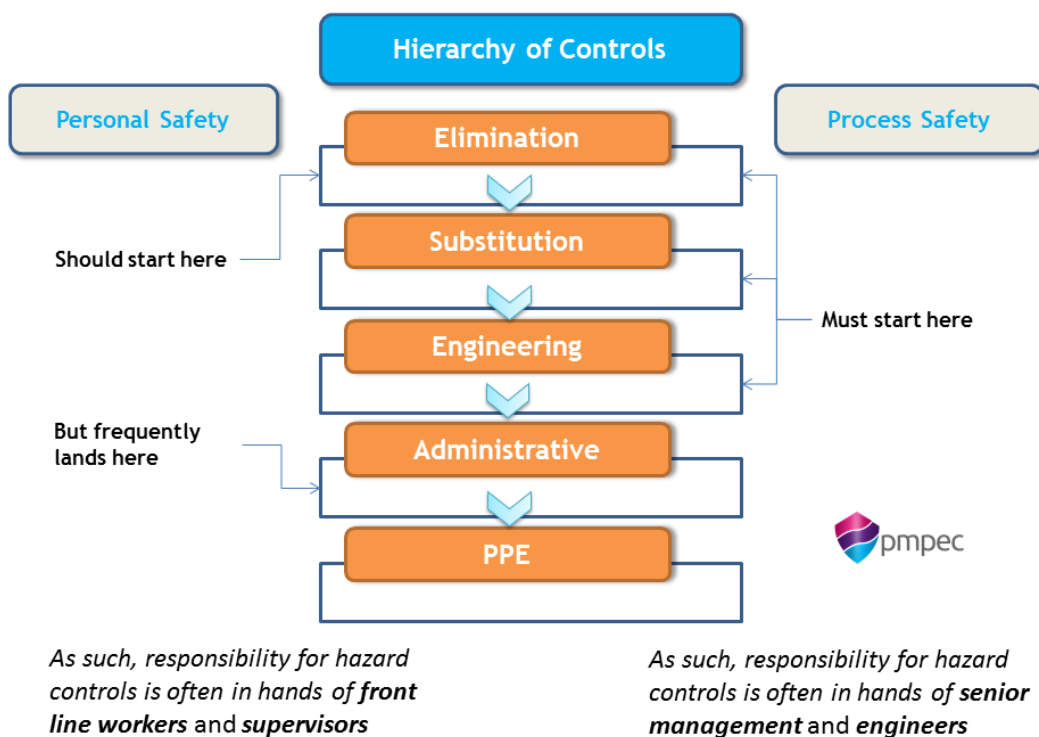 Hierarchy of Controls
Personal Safety
Process Safety
Elimination
Should start here
Substitution
Must start here
Engineering
But frequently
lands here
Administrative
PPE
pmpec
As such, responsibility for hazard
controls is often in hands of front
line workers and supervisors
As such, responsibility for hazard
controls is often in hands of senior
management and engineers